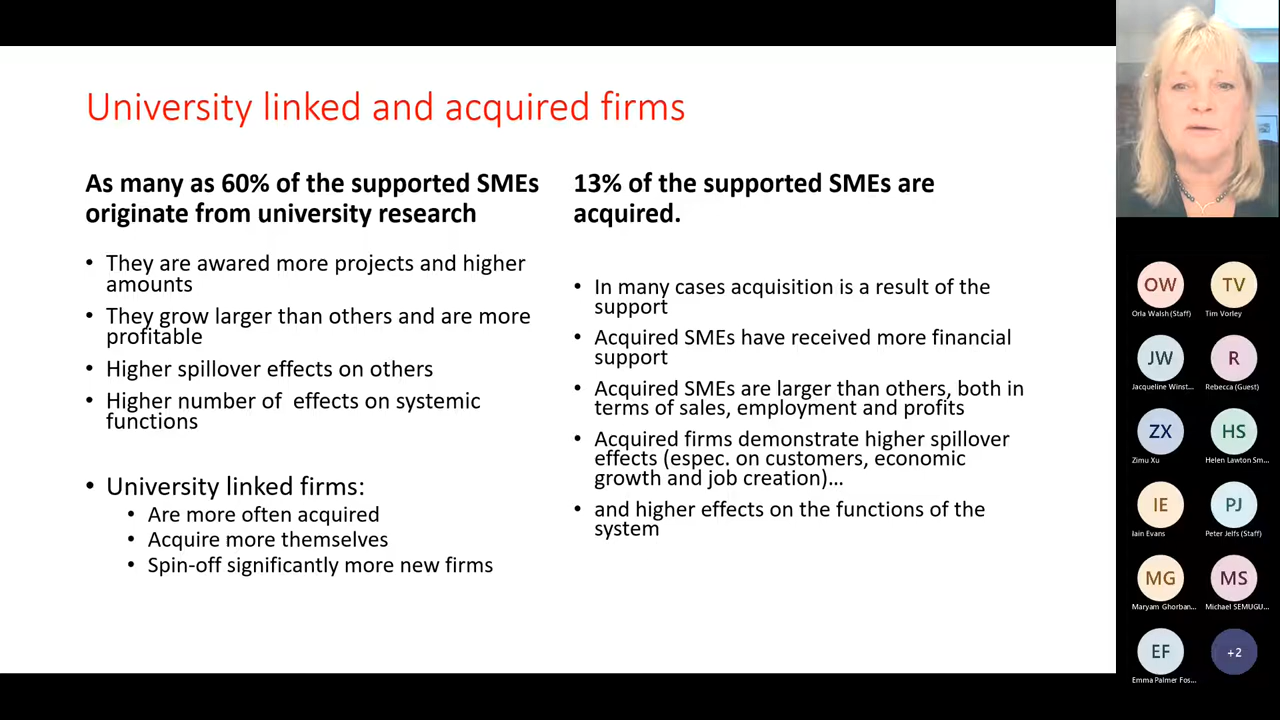 University linked and acquired firms
As many as 60% of the supported SMEs
originate from university research
• They are awared more projects and higher
amounts
• They grow larger than others and are more
profitable
• Higher spillover effects on others
• Higher number of  effects on systemic
functions
• University linked firms:
• Are more often acquired
• Acquire more themselves
• Spin-off significantly more new firms
13% of the supported SMEs are
acquired.
• In many cases acquisition is a result of the
support
• Acquired SMEs have received more financial
support
• Acquired SMEs are larger than others, both in
terms of sales, employment and profits
• Acquired firms demonstrate higher spillover
effects (espec. on customers, economic
growth and job creation)…
• and higher effects on the functions of the
system
OW
Orla Walsh (Staff)
TV
Tim Vorley
JW
Jacqueline Winst...
R
Rebecca (Guest)
ZX
Zimu Xu
HS
Helen Lawton Sm...
IE
Iain Evans
PJ
Peter Jelfs (Staff)
MG
Maryam Ghorban...
MS
Michael SEMUGU...
EF
Emma Palmer Fos...
+2